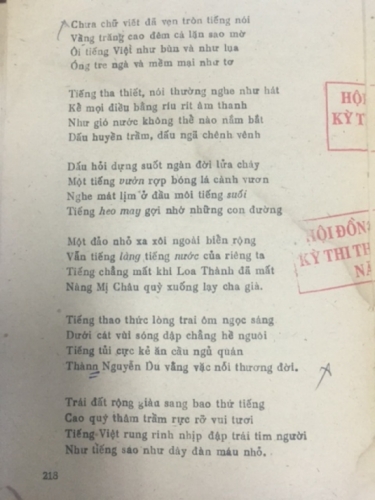 Chưa chữ viết đã vẹn tròn tiếng nói
Vầng trăng cao đêm cá lặn sao mờ
Ôi tiếng Việt như bùn và như lụa
Óng tre ngà và mềm mại như tơ
Tiếng tha thiết, nói thường nghe như hát
Kể mọi điều bằng ríu rít âm thanh
Như gió nước không thể nào nắm bắt
Dấu huyền trầm, dấu ngã chênh vênh
Dấu hỏi dựng suốt ngàn đời lửa cháy
Một tiếng vườn rợp bóng lá cành vươn
Nghe mát lịm ở đầu môi tiếng suối
Tiếng heo may gợi nhớ những con đường
Một đảo nhỏ xa xôi ngoài biển rộng
Vẫn tiếng làng tiếng nước của riêng ta
Tiếng chẳng mất khi Loa Thành đã mất
Nàng Mị Châu quỳ xuống lạy cha già.
Tiếng thao thức lòng trai ôm ngọc sáng
Dưới cát vùi sóng dập chẳng hề nguôi
Tiếng tủi cực kẻ ăn cầu ngủ quán
Thành Nguyễn Du vằng vặc nỗi thương đời.
Trái đất rộng giàu sang bao thứ tiếng
Cao quý thâm trầm rực rỡ vui tươi
Tiếng Việt rung rinh nhịp đập trái tim người
Như tiếng sáo như dây đàn máu nhỏ.
HỘI
KỲ T
HỘI ĐỒN
KỲ THI TH
NĂ